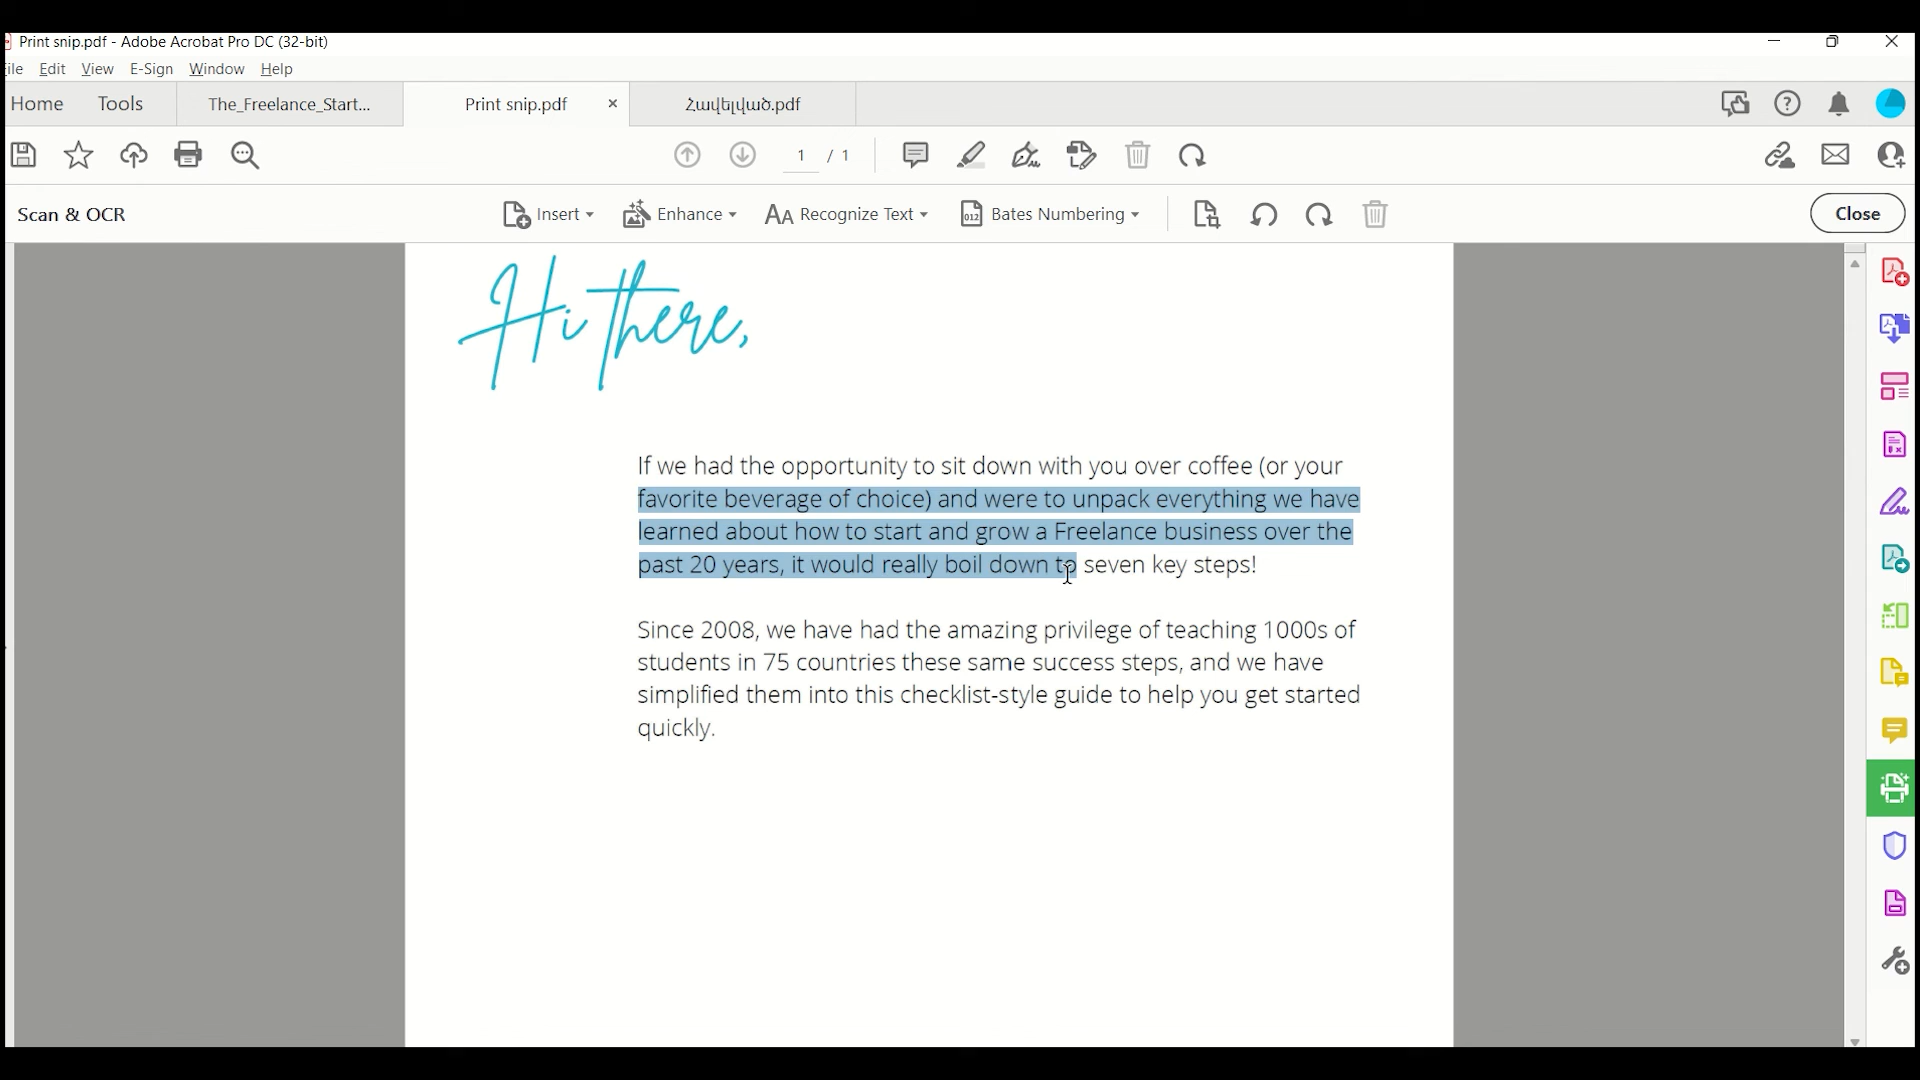 Print snip.pdf - Adobe Acrobat Pro DC (32-bit)
ile Edit View E-Sign Window Help
Home Tools The_Freelance_Start... Print snip.pdf × Հավելված.pdf
1 / 1
Scan & OCR Insert Enhance Recognize Text Bates Numbering Close
Hi there,
If we had the opportunity to sit down with you over coffee (or your
favorite beverage of choice) and were to unpack everything we have
learned about how to start and grow a Freelance business over the
past 20 years, it would really boil down to seven key steps!
Since 2008, we have had the amazing privilege of teaching 1000s of
students in 75 countries these same success steps, and we have
simplified them into this checklist-style guide to help you get started
quickly.